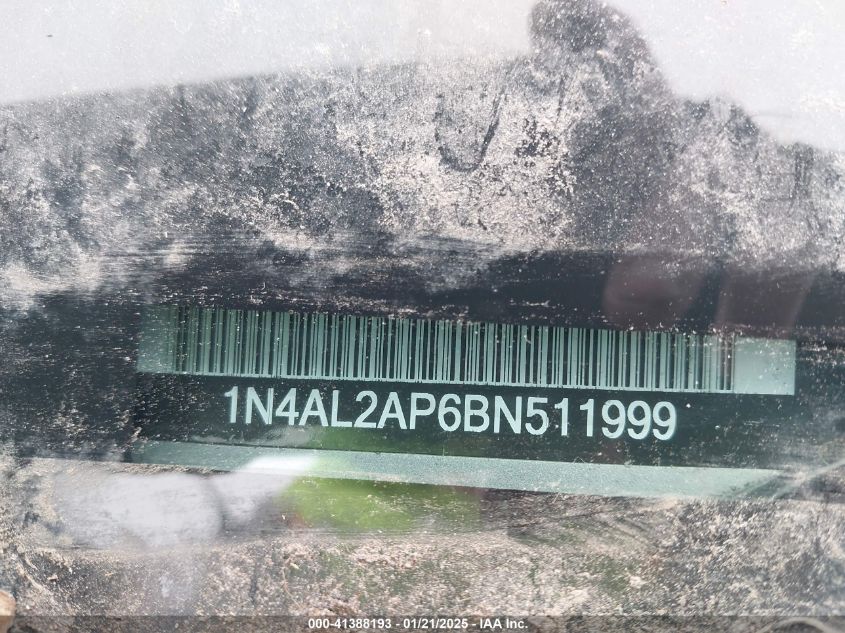 1N4AL2AP6BN511999
000-41388193 - 01/21/2025 - IAA Inc.